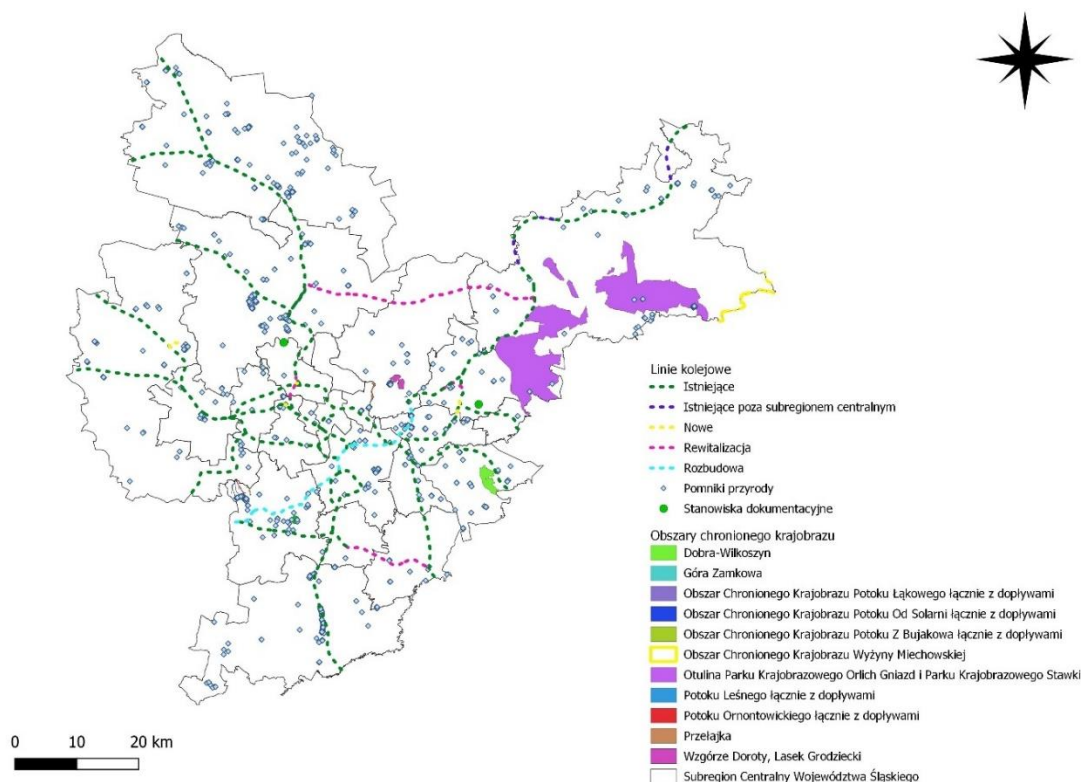 Linie kolejowe
Istniejące
Istniejące poza subregionem centralnym
Nowe
Rewitalizacja
Rozbudowa
Pomniki przyrody
Stanowiska dokumentacyjne
Obszary chronionego krajobrazu
Dobra-Wilkoszyn
Góra Zamkowa
Obszar Chronionego Krajobrazu Potoku Łąkowego łącznie z dopływami
Obszar Chronionego Krajobrazu Potoku Od Solarni łącznie z dopływami
Obszar Chronionego Krajobrazu Potoku Z Bujakowa łącznie z dopływami
Obszar Chronionego Krajobrazu Wyżyny Miechowskiej
Otulina Parku Krajobrazowego Orlich Gniazd i Parku Krajobrazowego Stawki
Potoku Leśnego łącznie z dopływami
Potoku Ornontowickiego łącznie z dopływami
Przełajka
Wzgórze Doroty, Lasek Grodziecki
Subregion Centralny Województwa Śląskiego
0 10 20 km